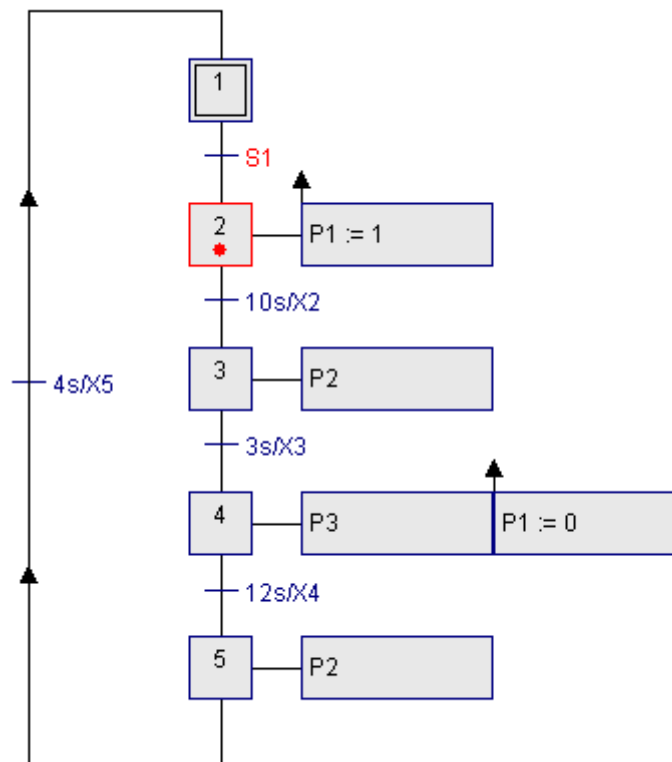 1
S1
2
P1 := 1
10s/X2
3
P2
4s/X5
3s/X3
4
P3
P1 := 0
12s/X4
5
P2